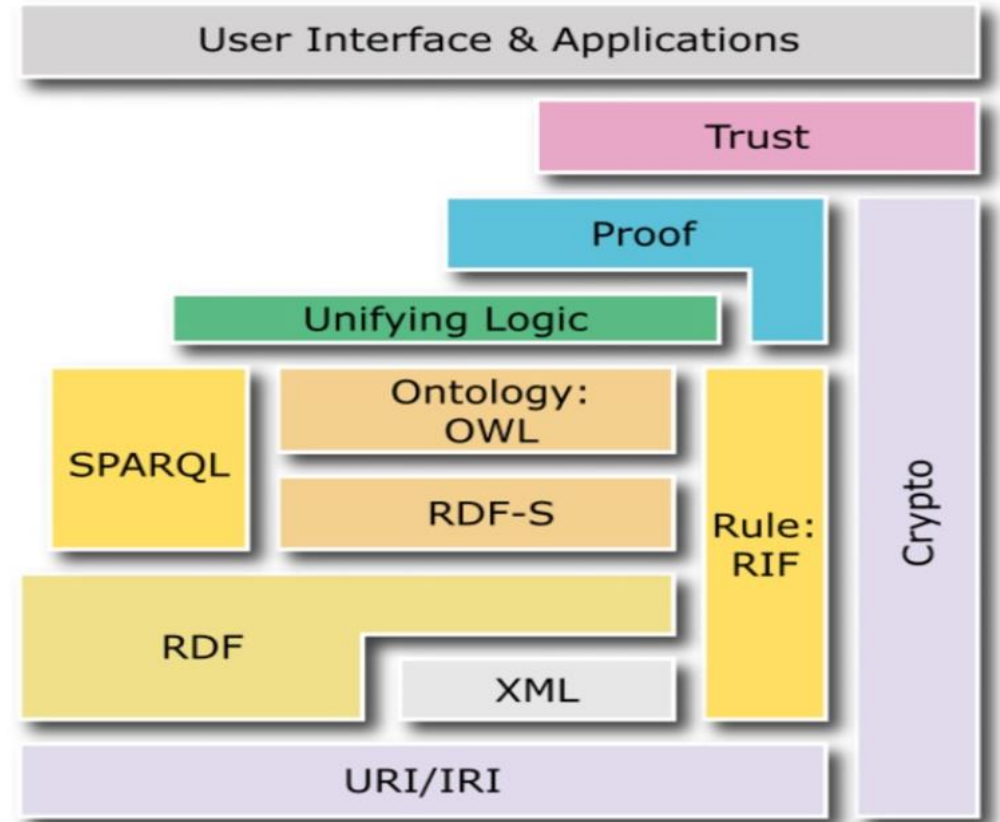 User Interface & Applications
Trust
Proof
Unifying Logic
Ontology:
OWL
SPARQL
RDF-S
Rule:
RIF
Crypto
RDF
XML
URI/IRI